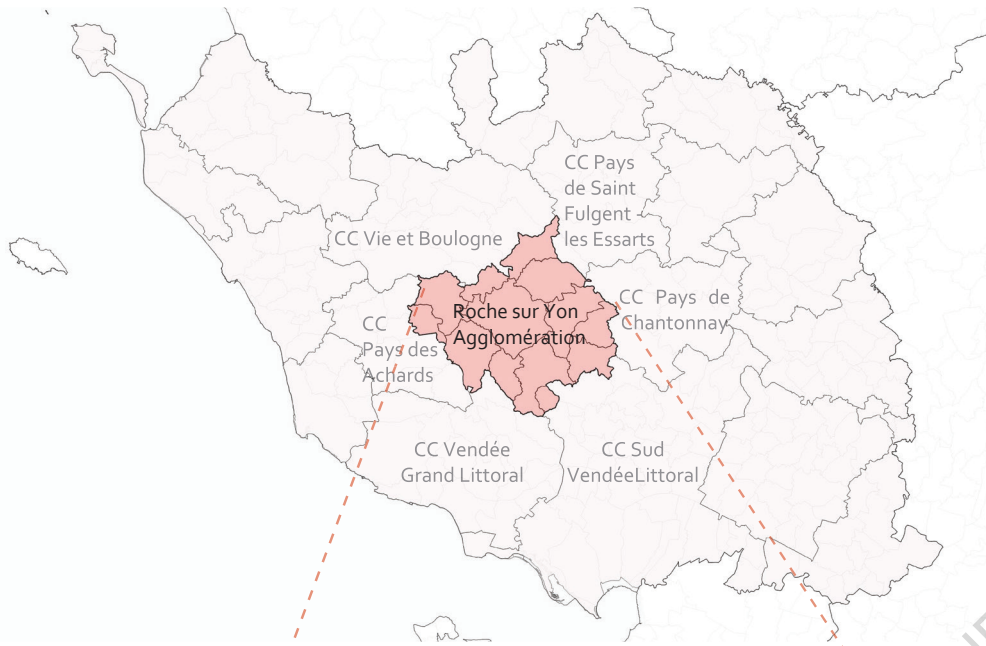 CC Pays
de Saint
Fulgent -
les Essarts
CC Vie et Boulogne
CC Pays de
Chantonnay
Roche sur Yon
Agglomération
CC
Pays des
Achards
CC Vendée
Grand Littoral
CC Sud
VendéeLittoral